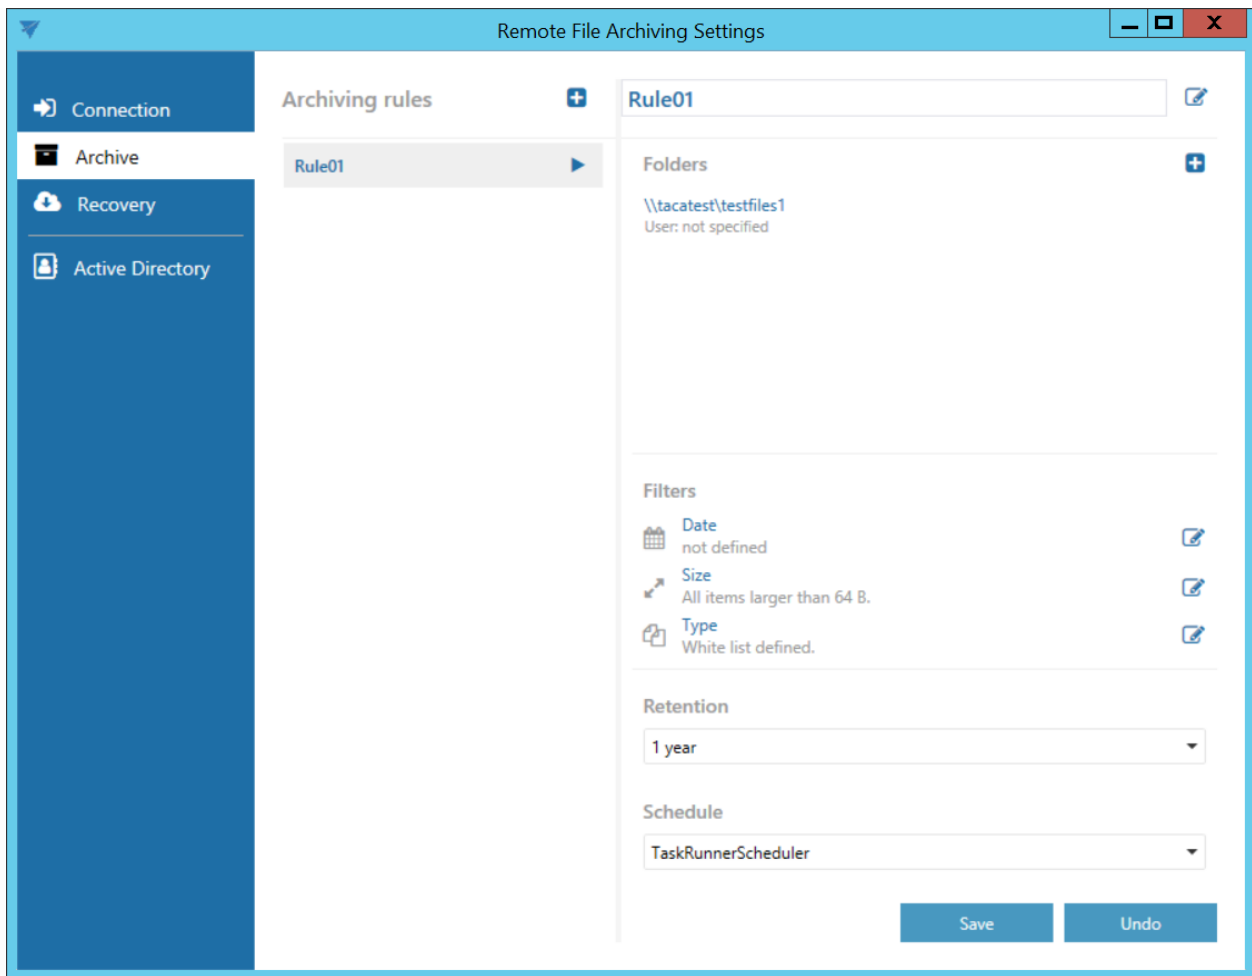 Remote File Archiving Settings
Connection
Archive
Recovery
Active Directory
Archiving rules
Rule01
Rule01
Folders
\\tacatest\testfiles1
User: not specified
Filters
Date
not defined
Size
All items larger than 64 B.
Type
White list defined.
Retention
1 year
Schedule
TaskRunnerScheduler
Save
Undo